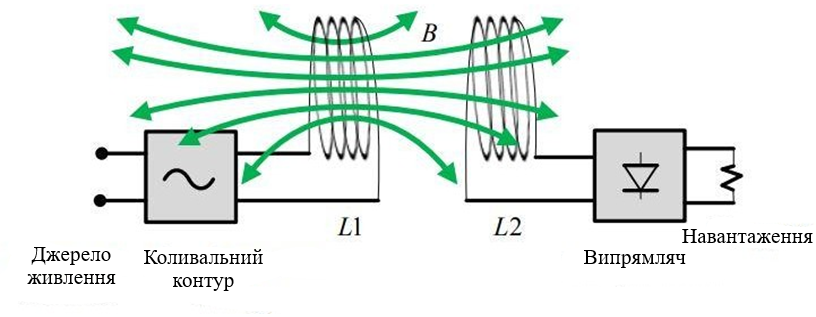 B
L1
L2
Джерело
живлення
Коливальний
контур
Випрямляч
Навантаження